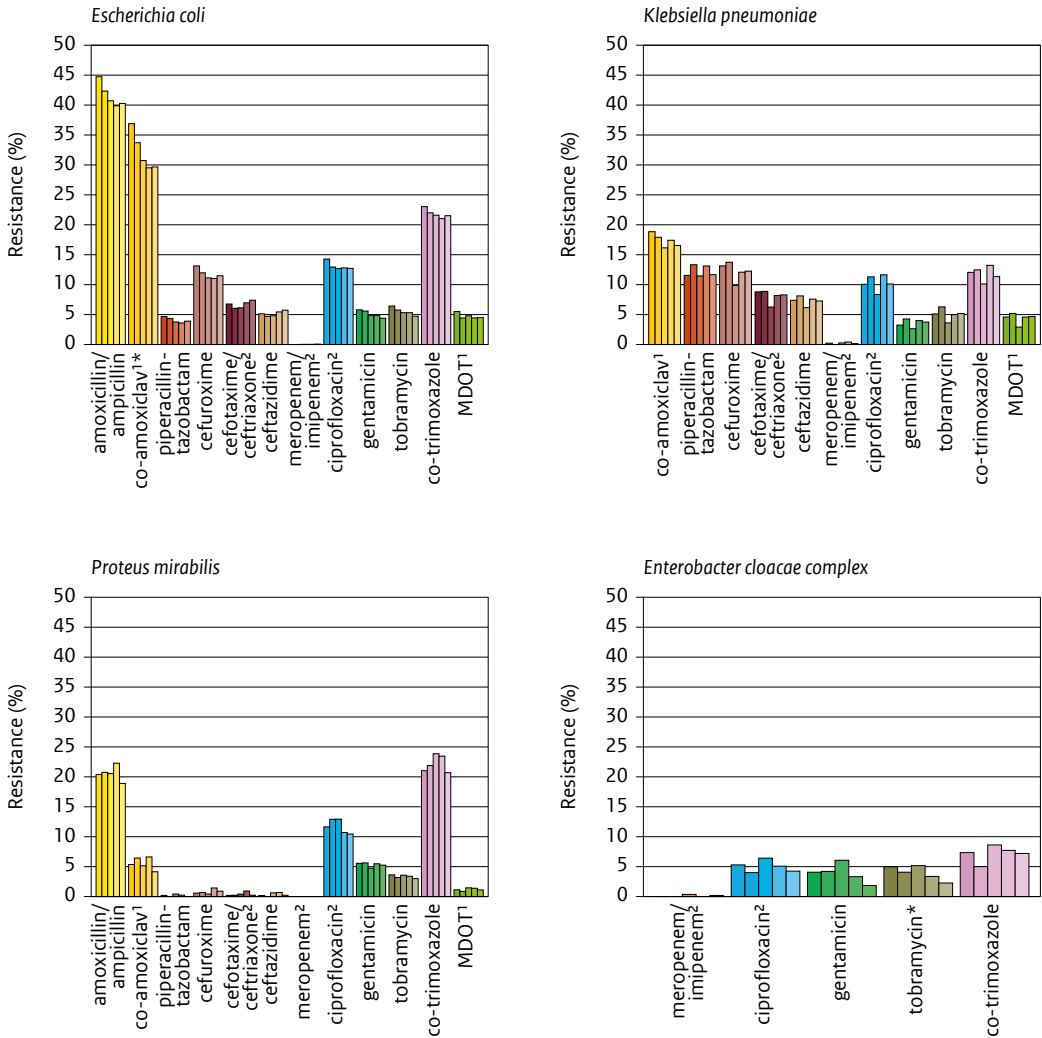 Escherichia coli
Resistance (%)
50
45
40
35
30
25
20
15
10
5
0
amoxicillin/
ampicillin
co-amoxiclav¹*
piperacillin-
tazobactam
cefuroxime
cefotaxime/
ceftriaxone²
ceftazidime
meropenem/
imipenem²
ciprofloxacin²
gentamicin
tobramycin
co-trimoxazole
MDOT¹
Klebsiella pneumoniae
Resistance (%)
50
45
40
35
30
25
20
15
10
5
0
co-amoxiclav¹
piperacillin-
tazobactam
cefuroxime
cefotaxime/
ceftriaxone²
ceftazidime
meropenem/
imipenem²
ciprofloxacin²
gentamicin
tobramycin
co-trimoxazole
MDOT¹
Proteus mirabilis
Resistance (%)
50
45
40
35
30
25
20
15
10
5
0
amoxicillin/
ampicillin
co-amoxiclav¹
piperacillin-
tazobactam
cefuroxime
cefotaxime/
ceftriaxone²
ceftazidime
meropenem²
ciprofloxacin²
gentamicin
tobramycin
co-trimoxazole
MDOT¹
Enterobacter cloacae complex
Resistance (%)
50
45
40
35
30
25
20
15
10
5
0
meropenem/
imipenem²
ciprofloxacin²
gentamicin
tobramycin*
co-trimoxazole